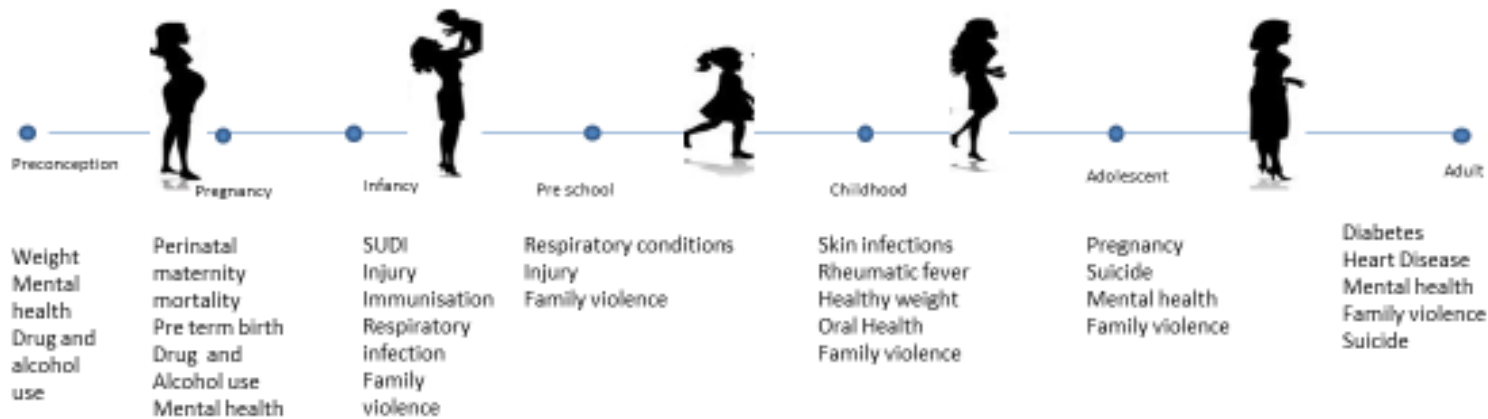 Preconception
Pregnancy
Infancy
Pre school
Childhood
Adolescent
Adult
Weight
Mental
health
Drug and
alcohol
use
Perinatal
maternity
mortality
Pre term birth
Drug and
Alcohol use
Mental health
SUDI
Injury
Immunisation
Respiratory
infection
Family
violence
Respiratory conditions
Injury
Family violence
Skin infections
Rheumatic fever
Healthy weight
Oral Health
Family violence
Pregnancy
Suicide
Mental health
Family violence
Diabetes
Heart Disease
Mental health
Family violence
Suicide